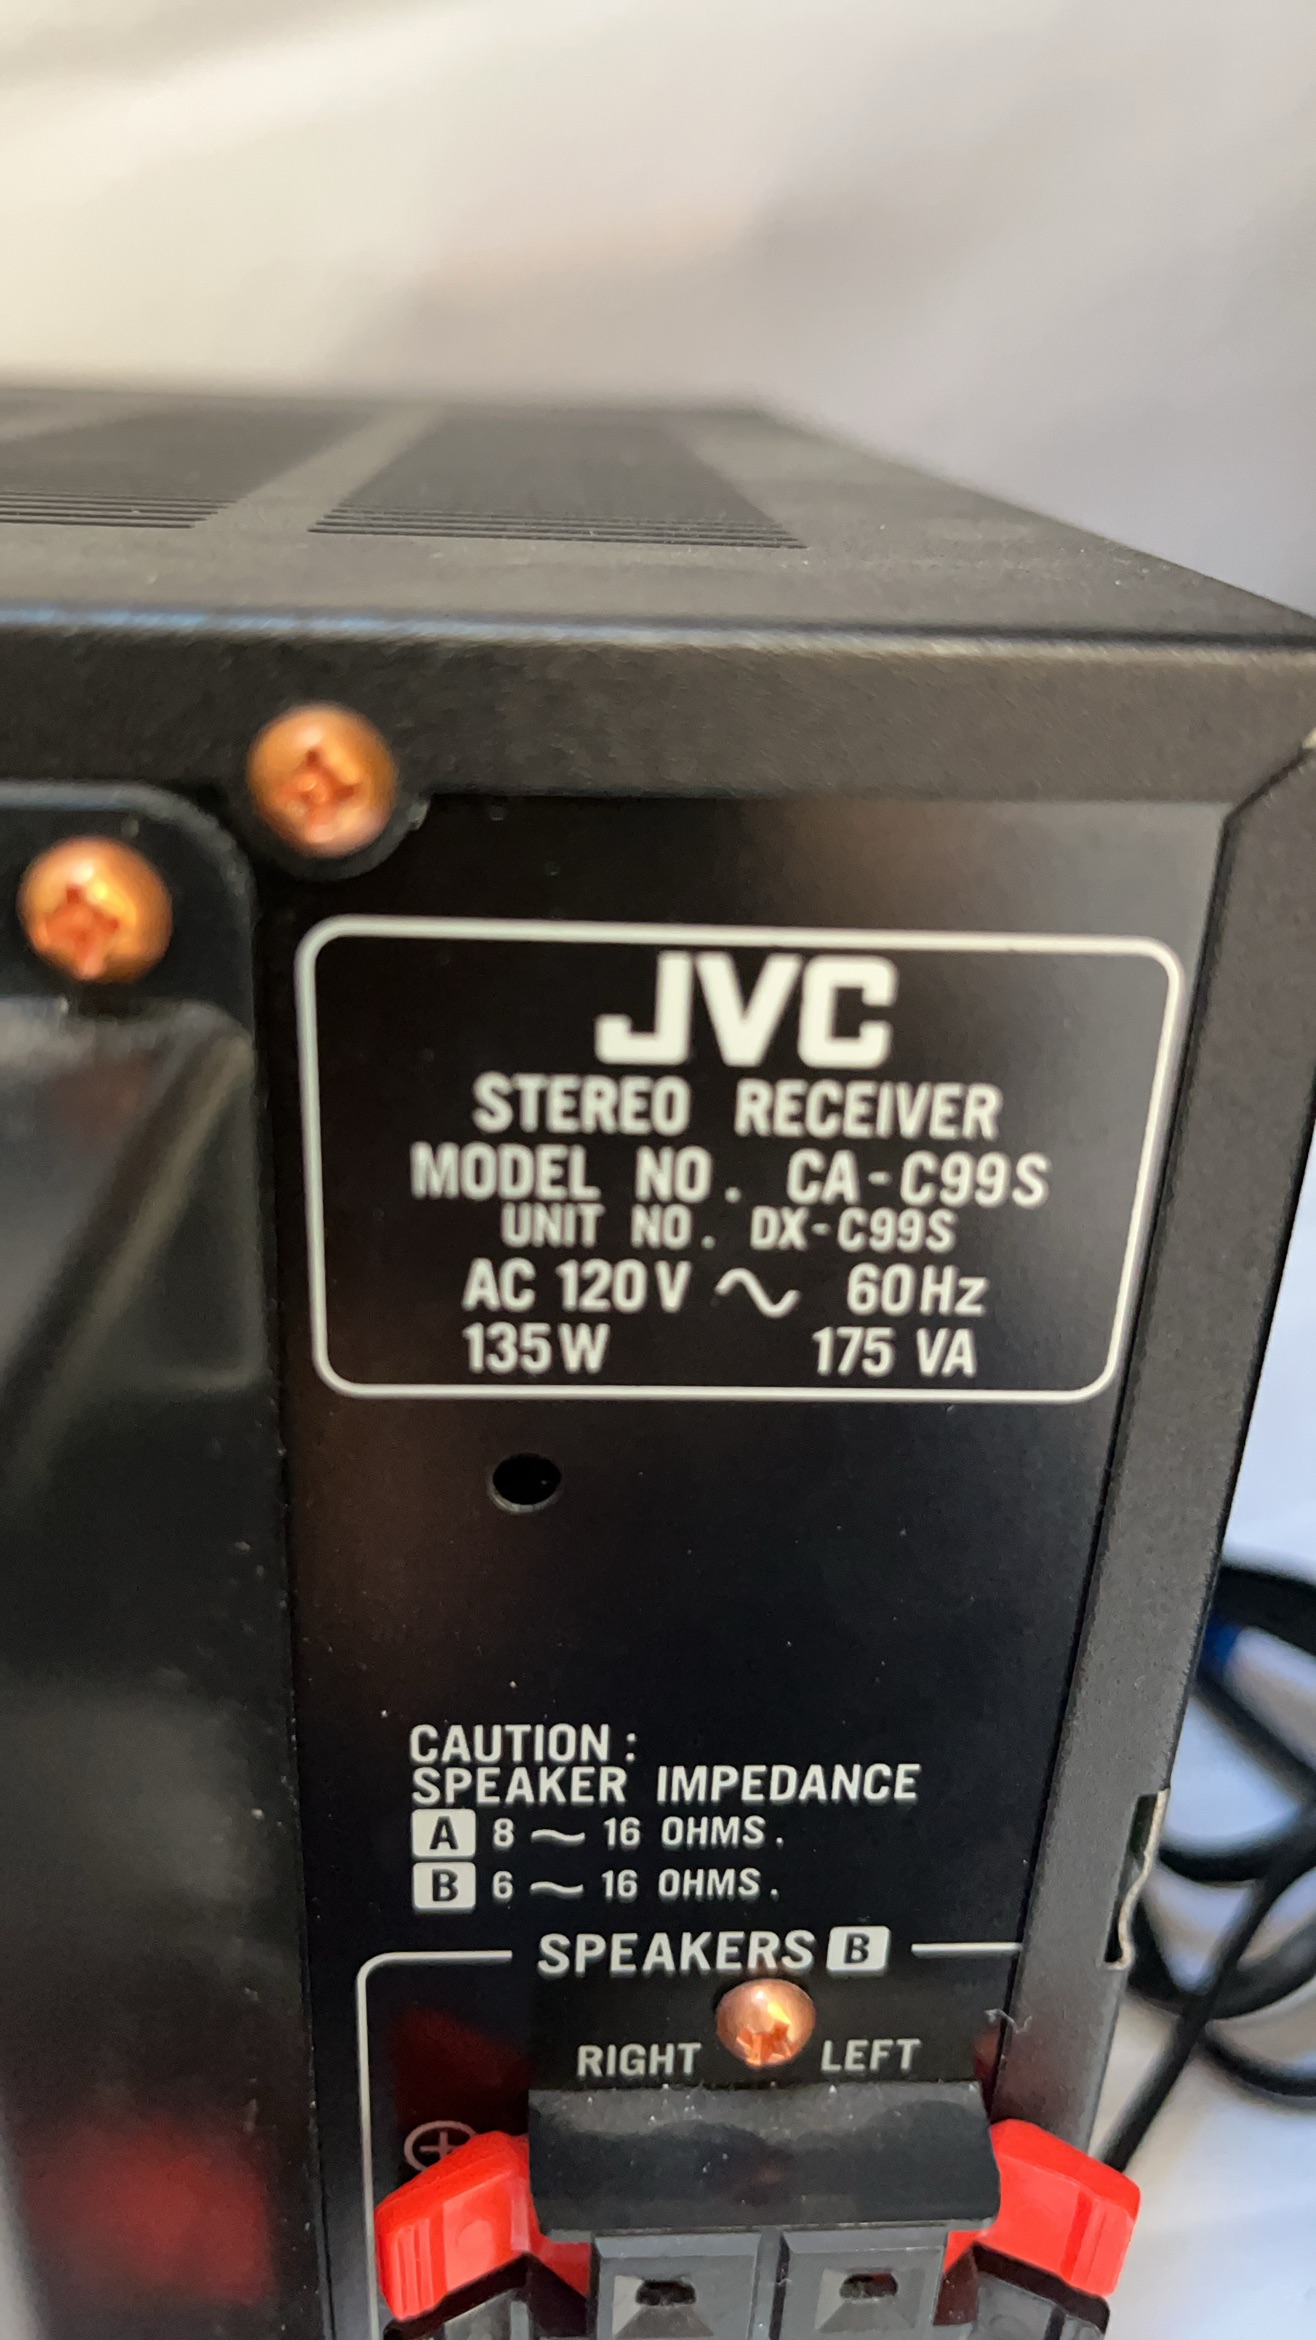 JVC
STEREO RECEIVER
MODEL NO. CA-C99S
UNIT NO. DX-C99S
AC 120V ∿ 60Hz
135W 175 VA
CAUTION :
SPEAKER IMPEDANCE
A 8 ~ 16 OHMS.
B 6 ~ 16 OHMS.
SPEAKERS B
RIGHT LEFT
⊕